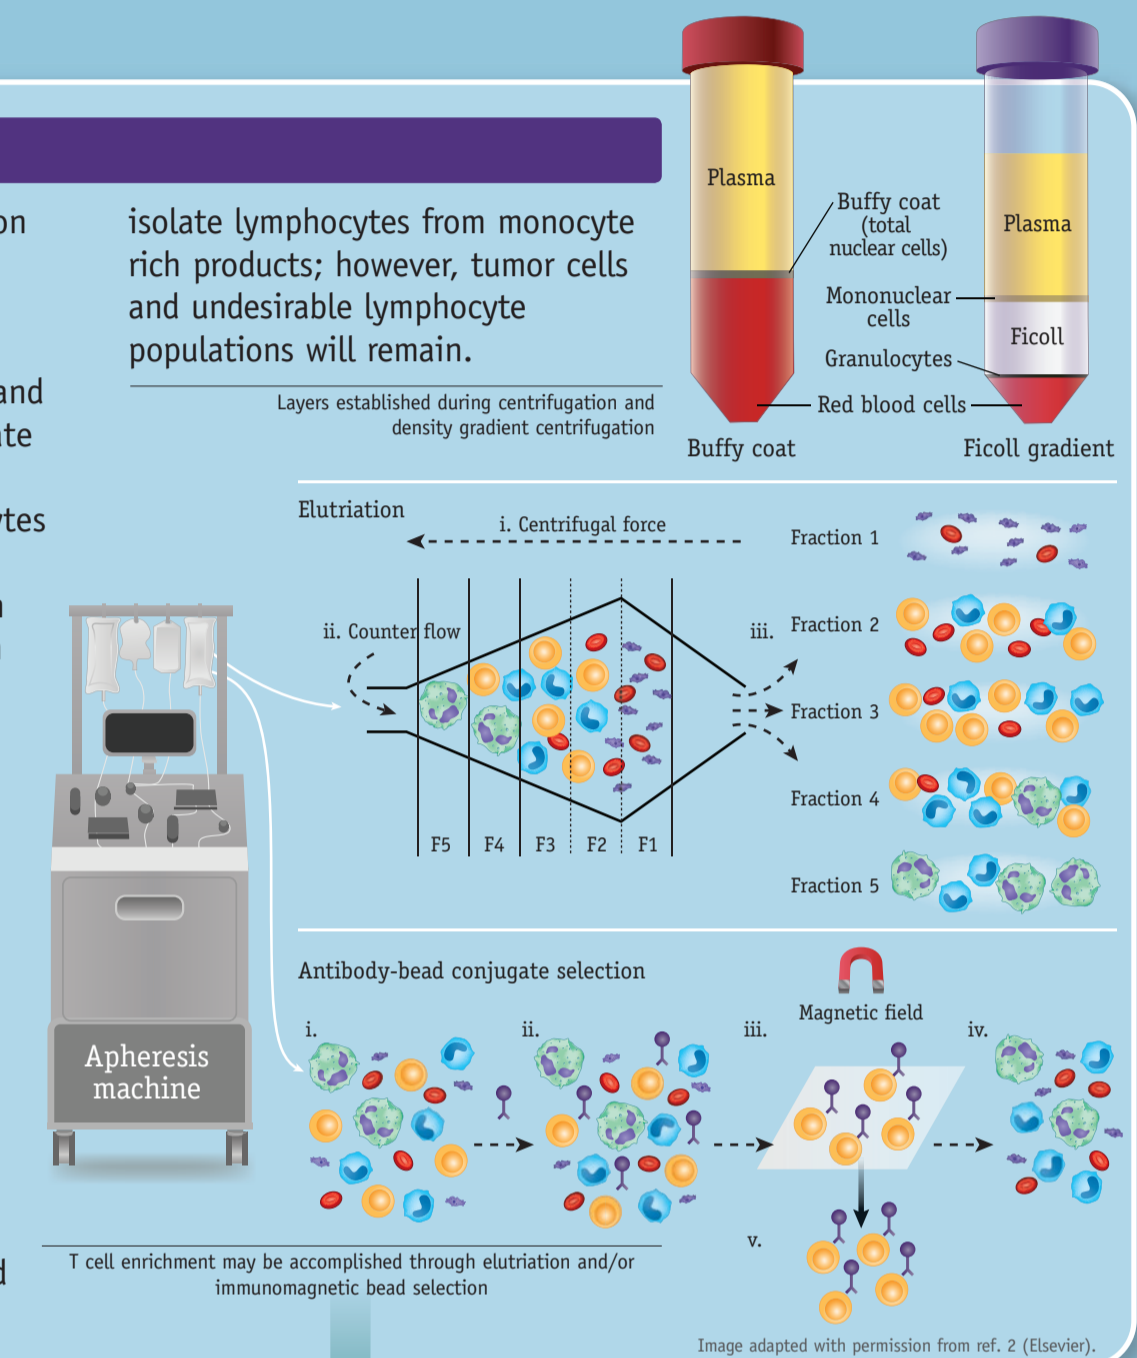 on
and
ate
ytes
isolate lymphocytes from monocyte
rich products; however, tumor cells
and undesirable lymphocyte
populations will remain.
Layers established during centrifugation and
density gradient centrifugation
Plasma
Buffy coat
(total
nuclear cells)
Mononuclear
cells
Granulocytes
Red blood cells
Plasma
Ficoll
Buffy coat
Ficoll gradient
Elutriation
i. Centrifugal force
ii. Counter flow
iii.
F5 F4 F3 F2 F1
Fraction 1
Fraction 2
Fraction 3
Fraction 4
Fraction 5
Apheresis
machine
Antibody-bead conjugate selection
i.
ii.
iii.
Magnetic field
iv.
v.
T cell enrichment may be accomplished through elutriation and/or
immunomagnetic bead selection
Image adapted with permission from ref. 2 (Elsevier).